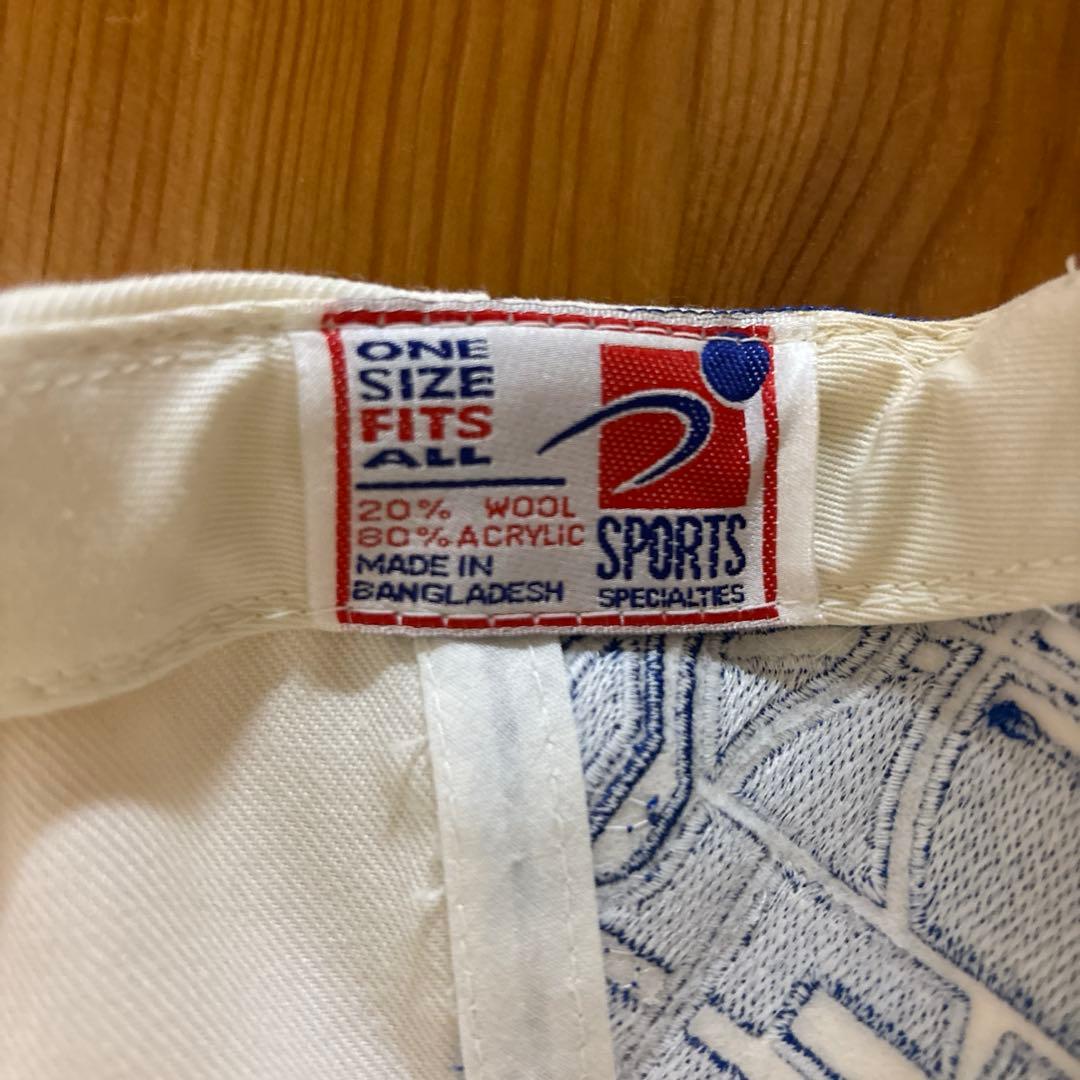 ONE
SIZE
FITS
ALL
20% WOOL
80% ACRYLIC
MADE IN
BANGLADESH
SPORTS
SPECIALTIES